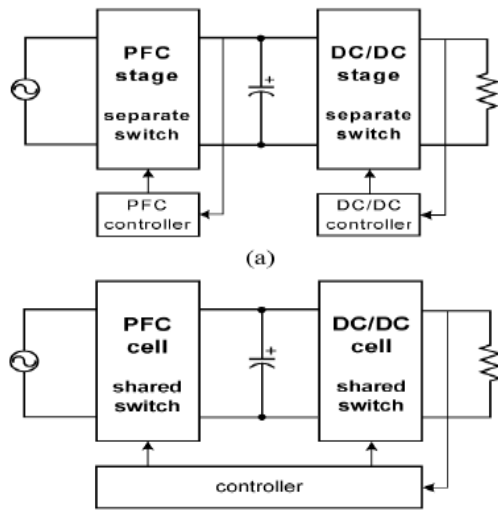 PFC
stage
separate
switch
DC/DC
stage
separate
switch
+
PFC
controller
DC/DC
controller
(a)
PFC
cell
shared
switch
DC/DC
cell
shared
switch
+
controller